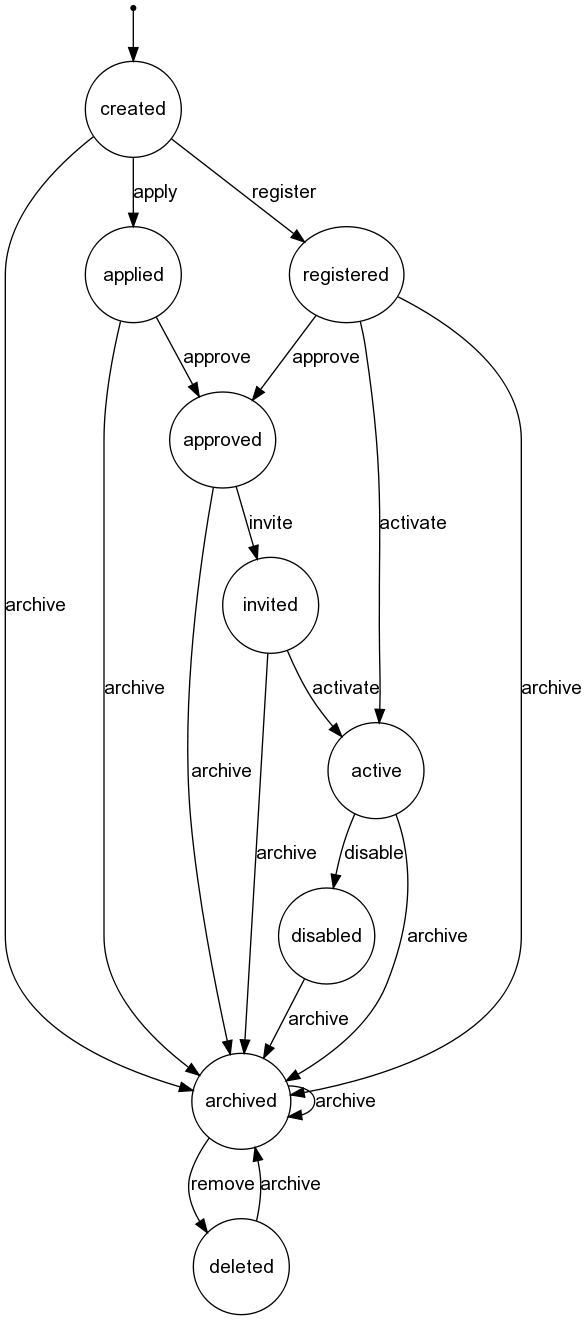 created
apply
register
applied
registered
approve
approve
approved
invite
activate
archive
invited
archive
activate
archive
archive
active
archive
disable
disabled
archive
archive
archived
archive
remove
archive
deleted